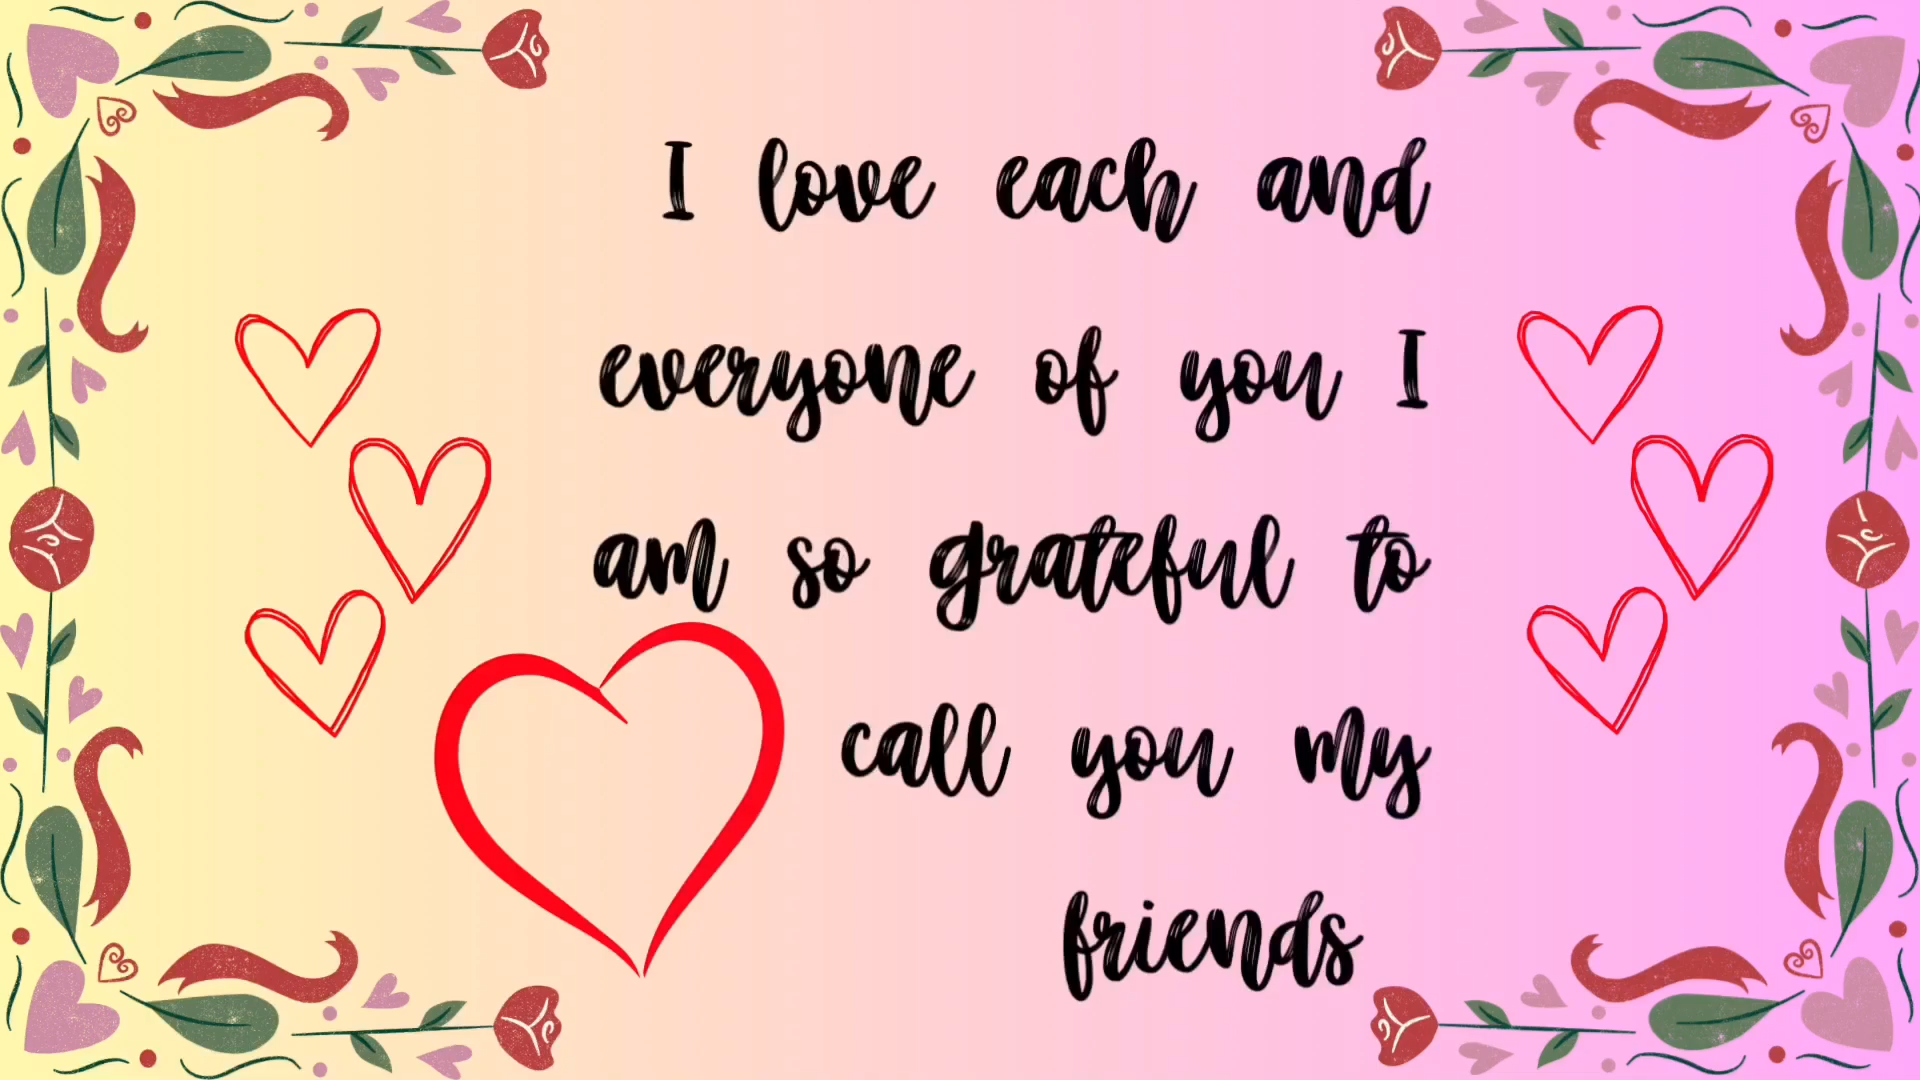 I love each and
everyone of you I
am so grateful to
call you my
friends